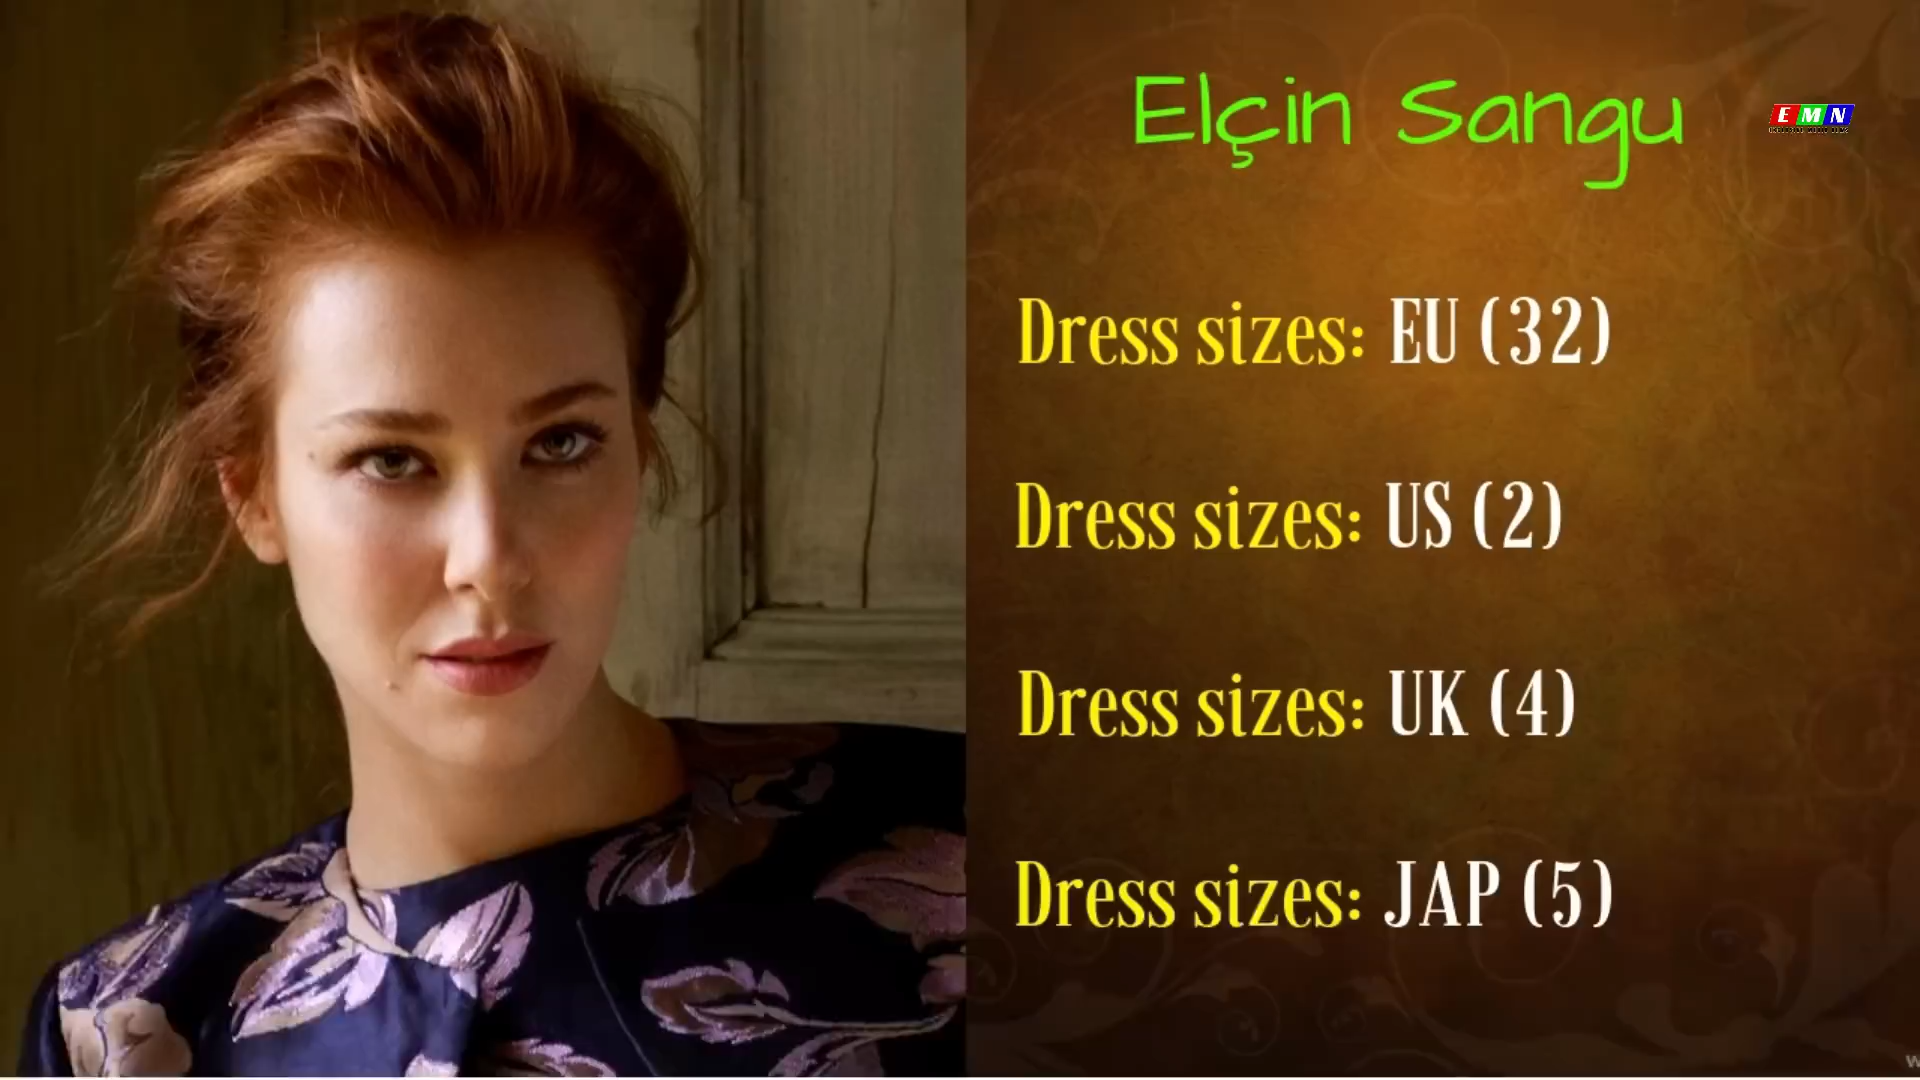 Elçin Sangu
EMN
Dress sizes: EU (32)
Dress sizes: US (2)
Dress sizes: UK (4)
Dress sizes: JAP (5)